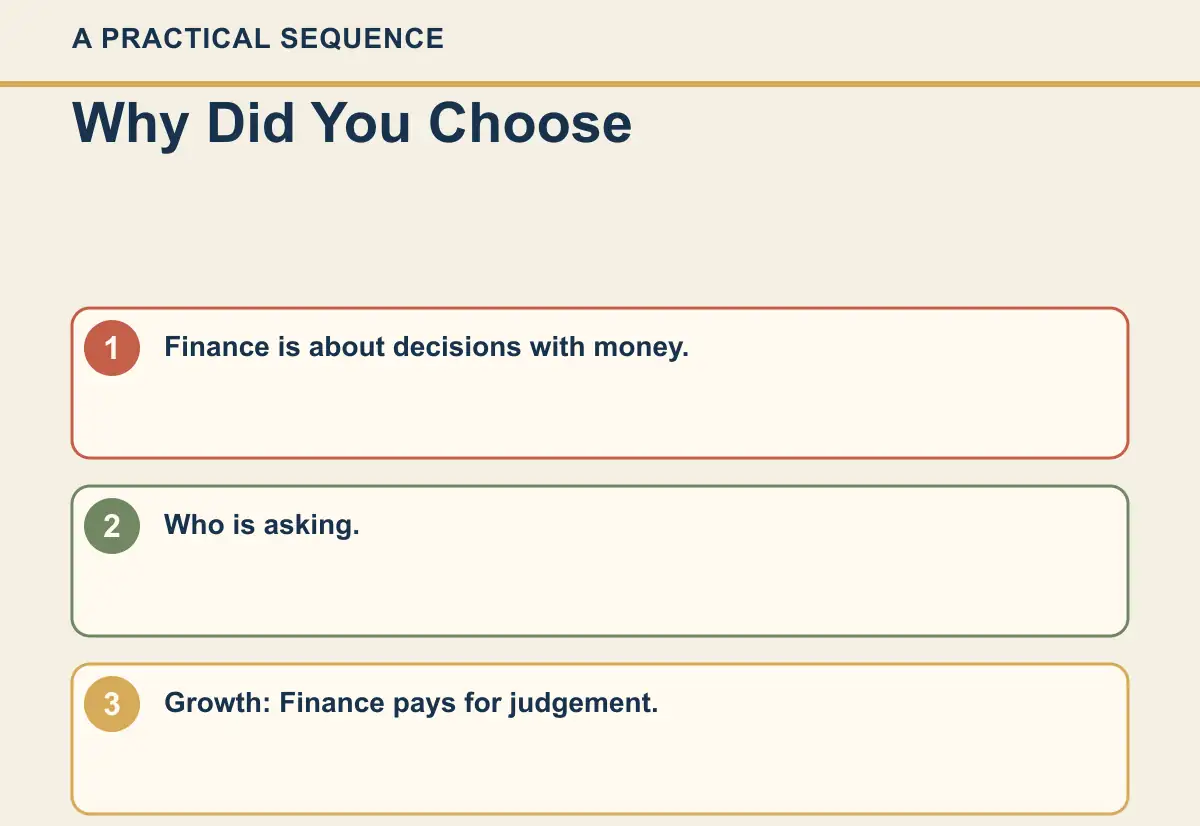 A PRACTICAL SEQUENCE
Why Did You Choose
1 Finance is about decisions with money.
2 Who is asking.
3 Growth: Finance pays for judgement.